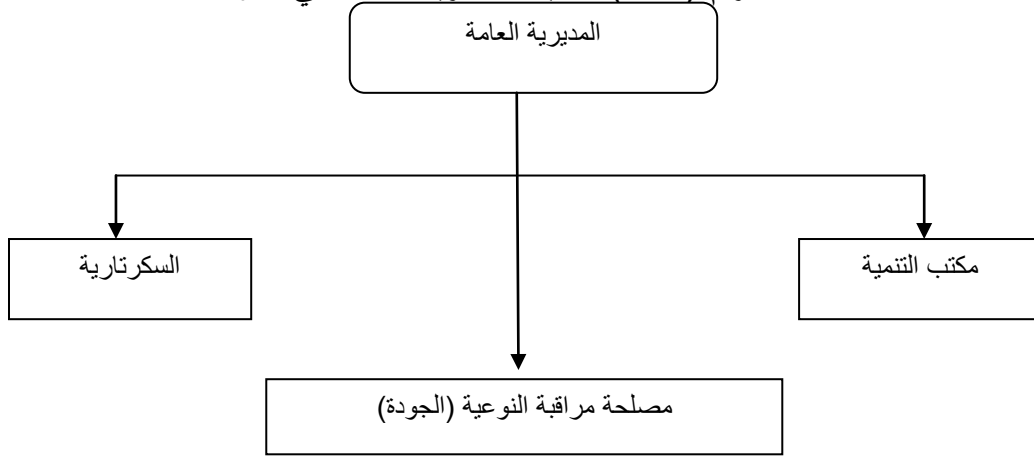 المديرية العامة
مكتب التنمية
السكرتارية
مصلحة مراقبة النوعية (الجودة)